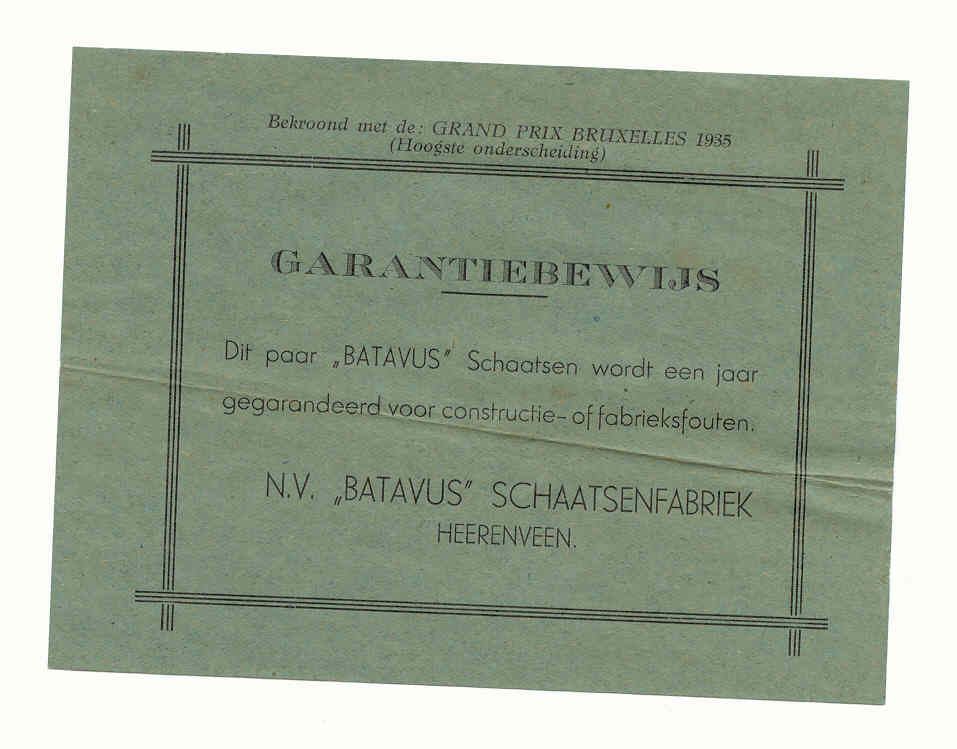 Bekroond met de: GRAND PRIX BRUXELLES 1935
(Hoogste onderscheiding)
GARANTIEBEWIJS
Dit paar „BATAVUS” Schaatsen wordt een jaar
gegarandeerd voor constructie- of fabrieksfouten.
N.V. „BATAVUS” SCHAATSENFABRIEK
HEERENVEEN.